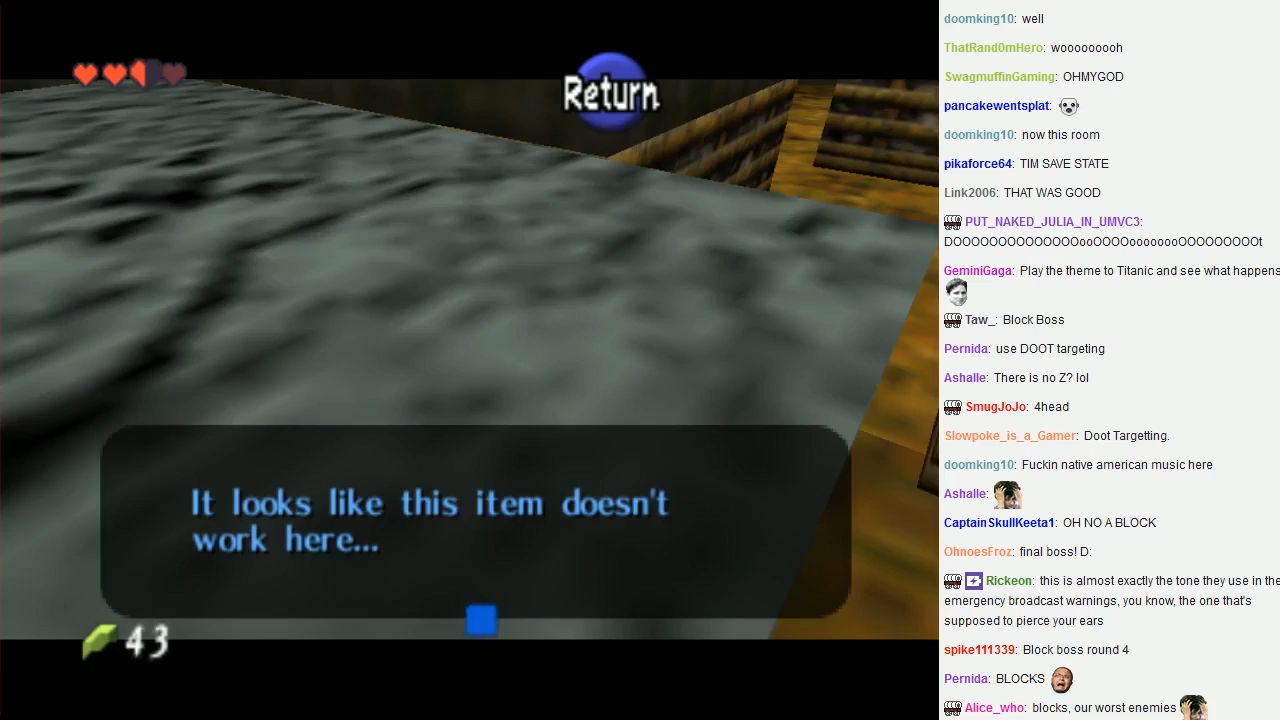 Return
It looks like this item doesn't
work here...
43
doomking10: well
ThatRand0mHero: woooooooh
SwagmuffinGaming: OHMYGOD
pancakewentsplat:
doomking10: now this room
pikaforce64: TIM SAVE STATE
Link2006: THAT WAS GOOD
PUT_NAKED_JULIA_IN_UMVC3:
DOOOOOOOOOOOOOOooOOOOoooooooOOOOOOOOOt
GeminiGaga: Play the theme to Titanic and see what happens
Taw_: Block Boss
Pernida: use DOOT targeting
Ashalle: There is no Z? lol
SmugJoJo: 4head
Slowpoke_is_a_Gamer: Doot Targetting.
doomking10: Fuckin native american music here
Ashalle:
CaptainSkullKeeta1: OH NO A BLOCK
OhnoesFroz: final boss! D:
Rickeon: this is almost exactly the tone they use in the
emergency broadcast warnings, you know, the one that's
supposed to pierce your ears
spike111339: Block boss round 4
Pernida: BLOCKS
Alice_who: blocks, our worst enemies